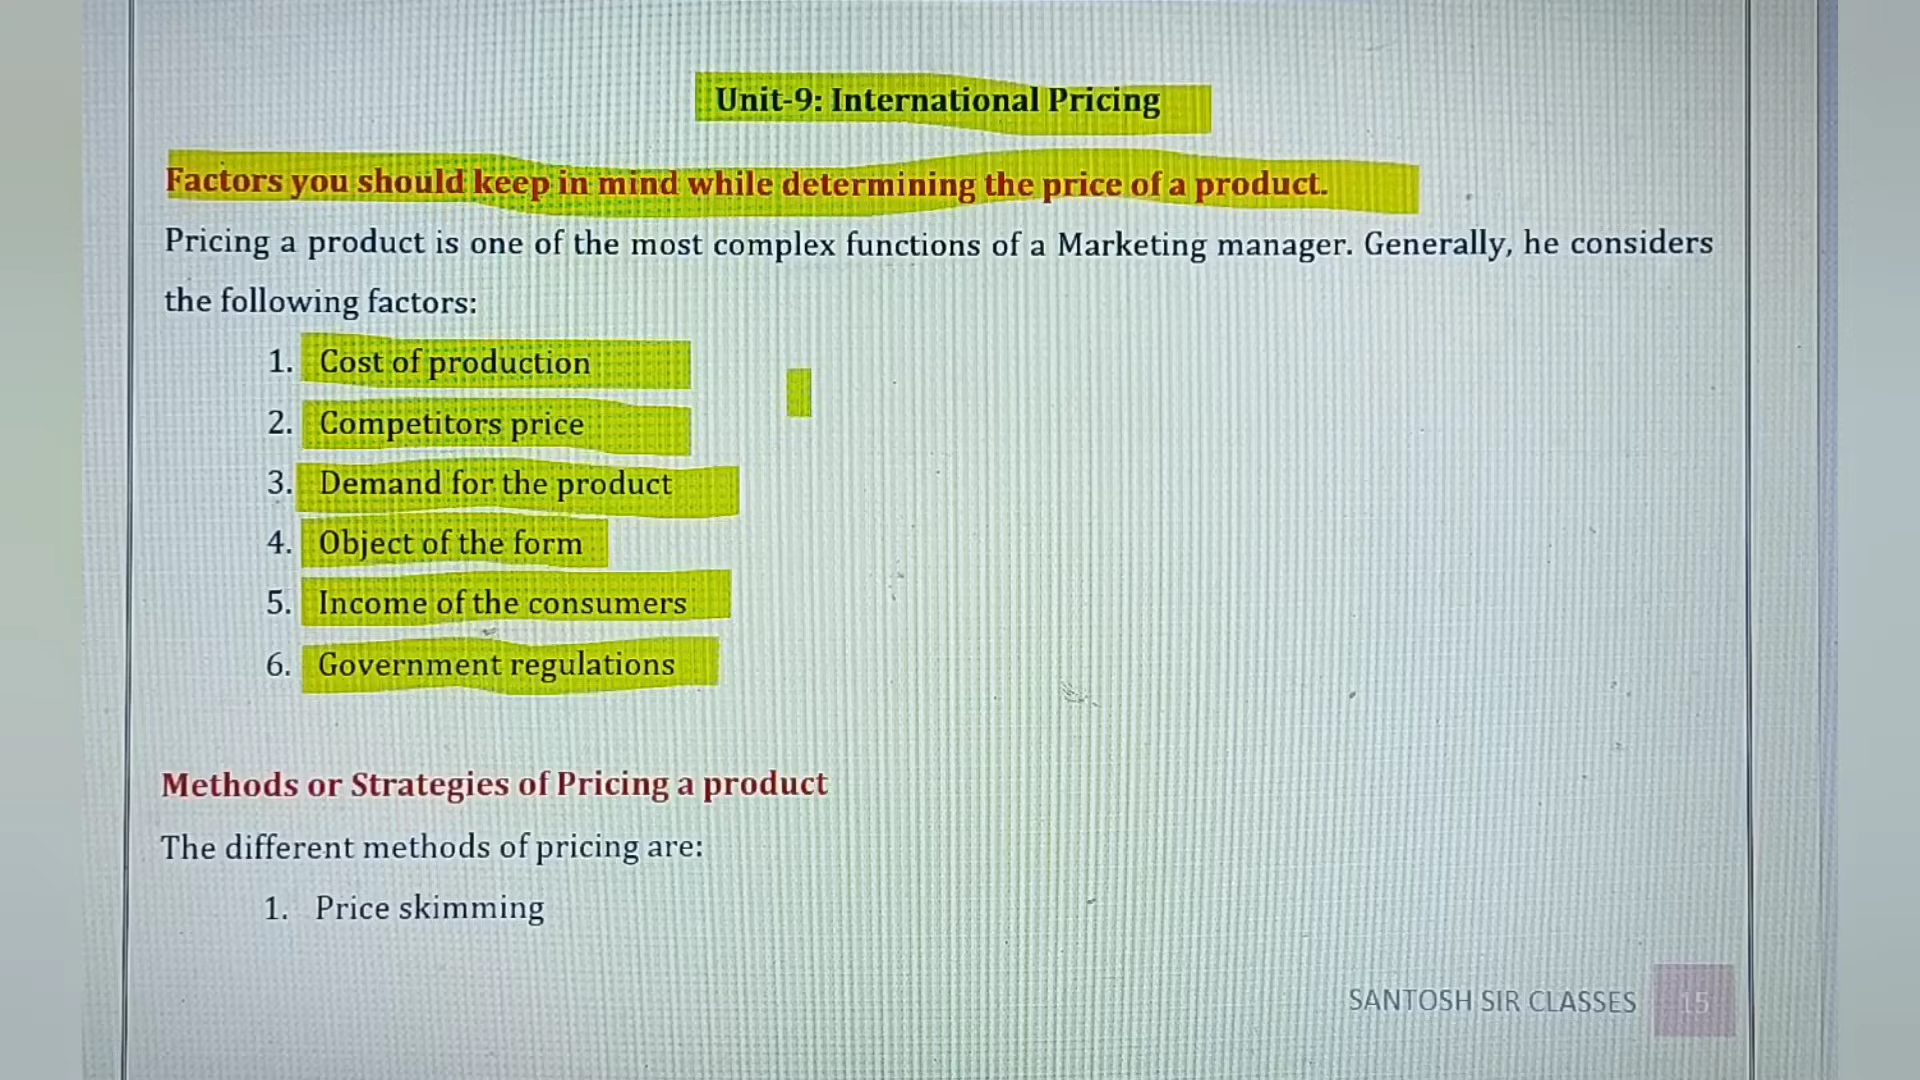 Unit-9: International Pricing
Factors you should keep in mind while determining the price of a product.
Pricing a product is one of the most complex functions of a Marketing manager. Generally, he considers
the following factors:
1. Cost of production
2. Competitors price
3. Demand for the product
4. Object of the form
5. Income of the consumers
6. Government regulations
Methods or Strategies of Pricing a product
The different methods of pricing are:
1. Price skimming
SANTOSH SIR CLASSES 15